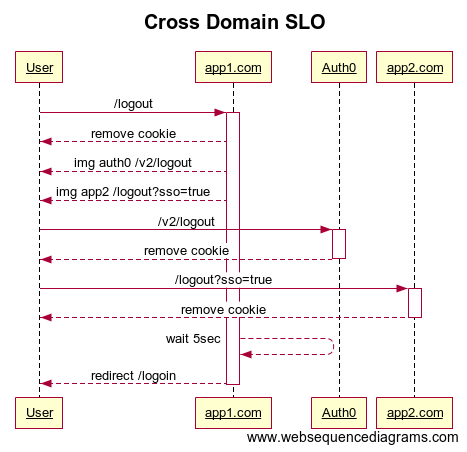 Cross Domain SLO
User app1.com Auth0 app2.com
/logout
remove cookie
img auth0 /v2/logout
img app2 /logout?sso=true
/v2/logout
remove cookie
/logout?sso=true
remove cookie
wait 5sec
redirect /logoin
User app1.com Auth0 app2.com
www.websequencediagrams.com